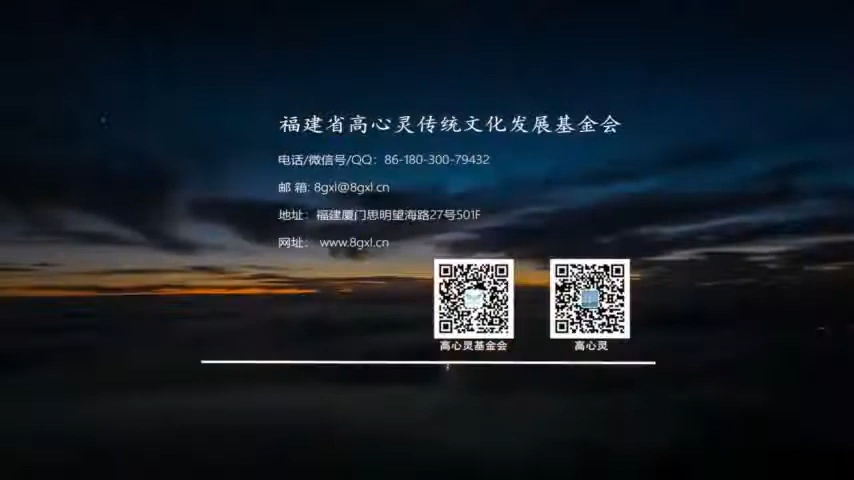 福建省高心灵传统文化发展基金会
电话/微信号/QQ：86-180-300-79432
邮 箱: 8gxl@8gxl.cn
地址：福建厦门思明望海路27号501F
网址： www.8gxl.cn
高心灵基金会 高心灵